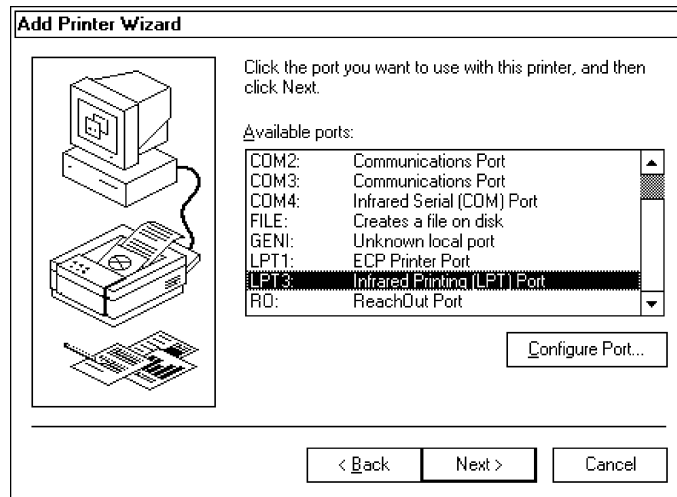 Add Printer Wizard
Click the port you want to use with this printer, and then
click Next.
Available ports:
COM2: Communications Port
COM3: Communications Port
COM4: Infrared Serial (COM) Port
FILE: Creates a file on disk
GENI: Unknown local port
LPT1: ECP Printer Port
LPT3: Infrared Printing (LPT) Port
RO: ReachOut Port
Configure Port...
< Back Next > Cancel